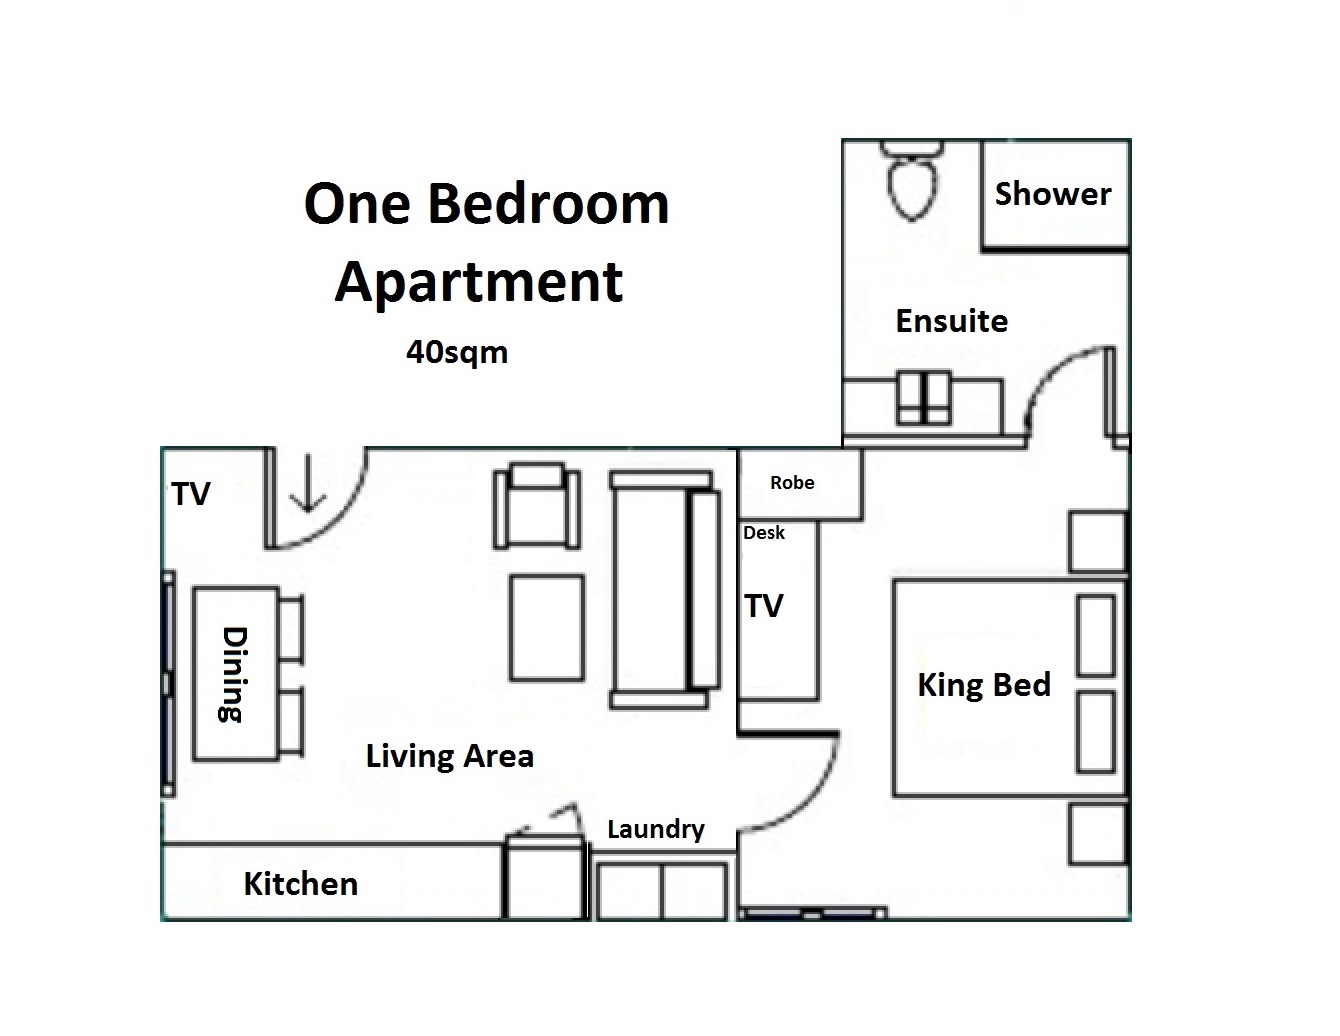 One Bedroom
Apartment
40sqm
Shower
Ensuite
TV
Robe
Desk
TV
Dining
King Bed
Living Area
Laundry
Kitchen